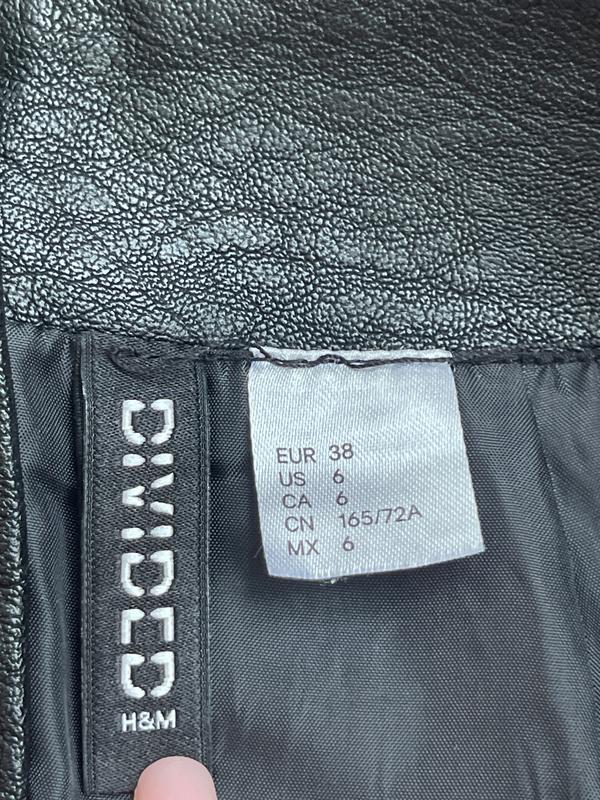 DIVIDED
H&M
EUR 38
US 6
CA 6
CN 165/72A
MX 6